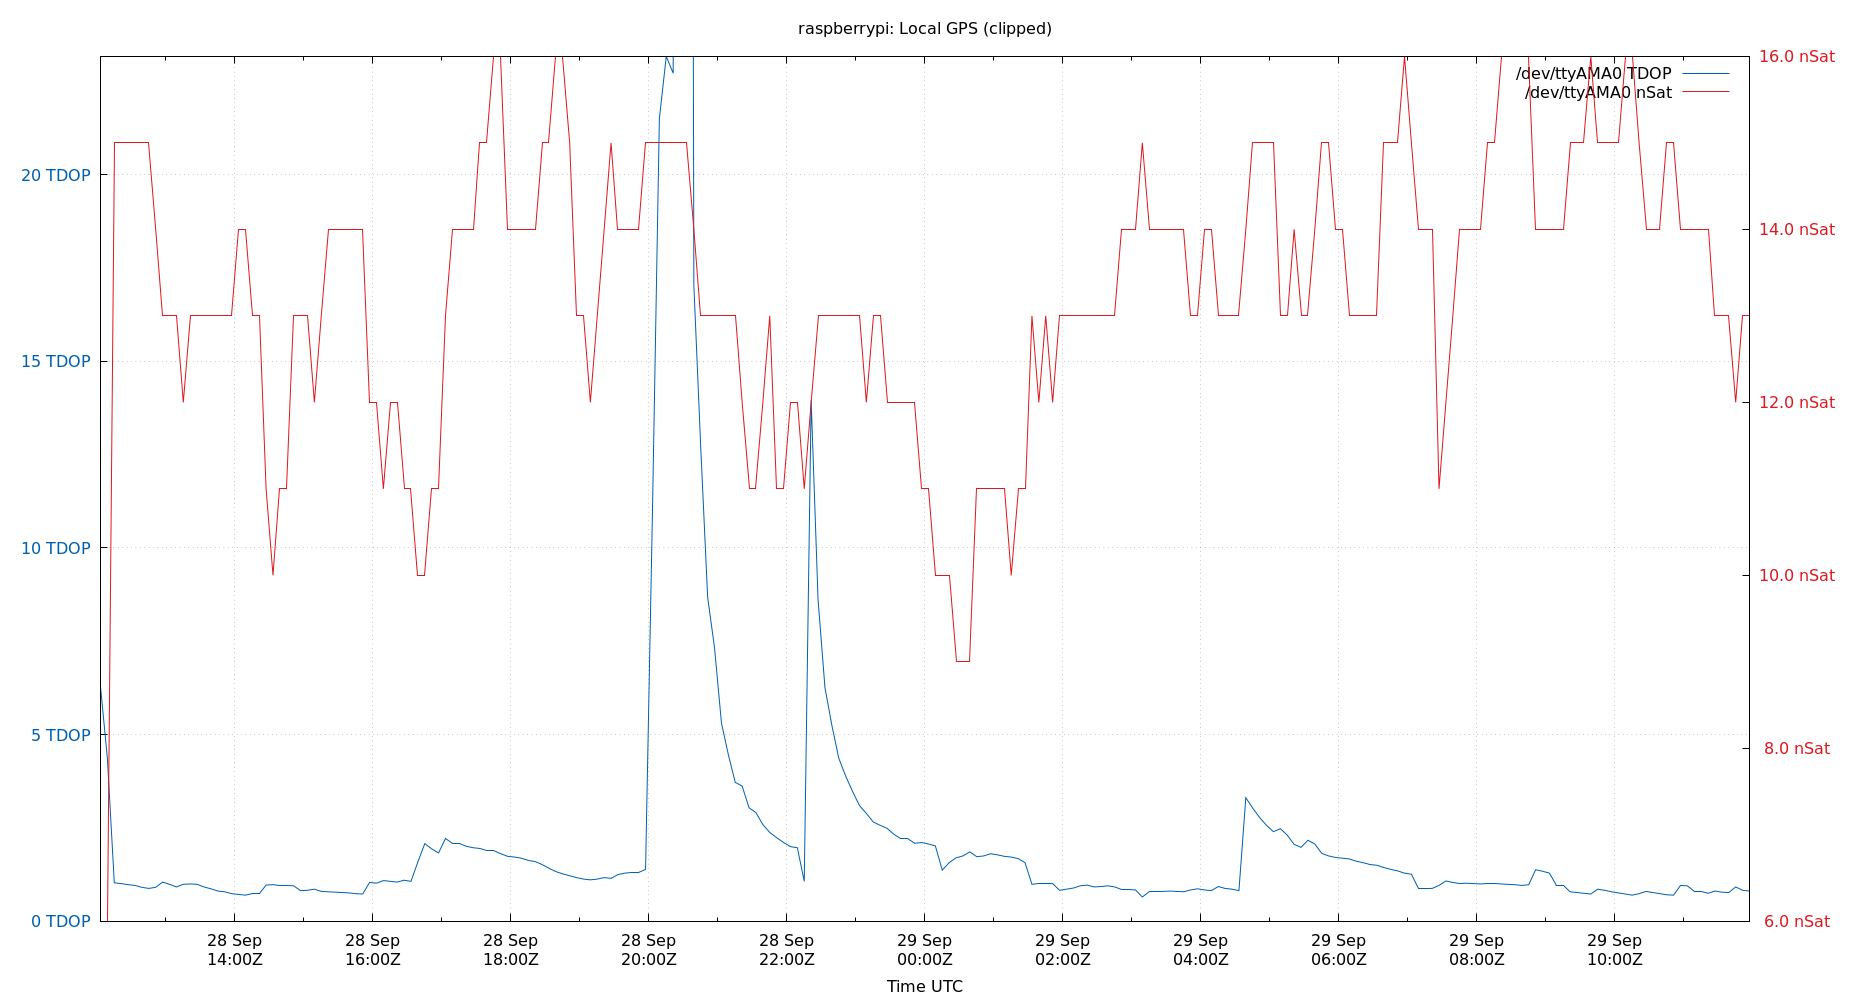 raspberrypi: Local GPS (clipped)
16.0 nSat
/dev/ttyAMA0 TDOP
/dev/ttyAMA0 nSat
20 TDOP
14.0 nSat
15 TDOP
12.0 nSat
10 TDOP
10.0 nSat
5 TDOP
8.0 nSat
0 TDOP
6.0 nSat
28 Sep 28 Sep 28 Sep 28 Sep 28 Sep 29 Sep 29 Sep 29 Sep 29 Sep 29 Sep 29 Sep
14:00Z 16:00Z 18:00Z 20:00Z 22:00Z 00:00Z 02:00Z 04:00Z 06:00Z 08:00Z 10:00Z
Time UTC